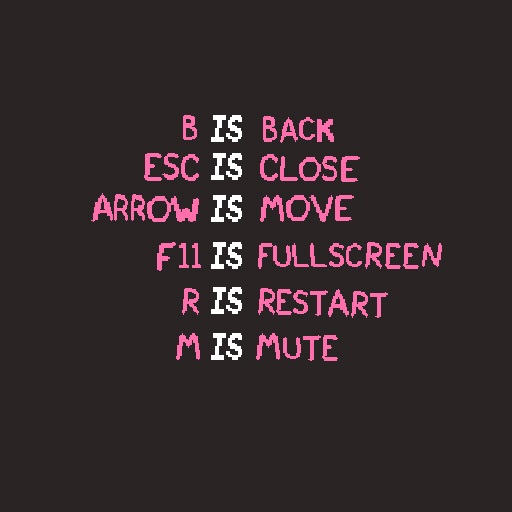 B IS BACK
ESC IS CLOSE
ARROW IS MOVE
F11 IS FULLSCREEN
R IS RESTART
M IS MUTE